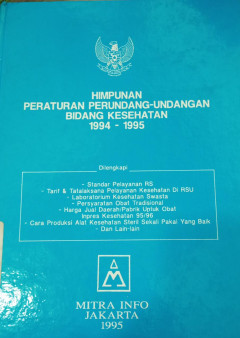 HIMPUNAN
PERATURAN PERUNDANG-UNDANGAN
BIDANG KESEHATAN
1994 - 1995
Dilengkapi
- Standar Pelayanan RS
- Tarif & Tatalaksana Pelayanan Kesehatan Di RSU
- Laboratorium Kesehatan Swasta
- Persyaratan Obat Tradisional
- Harga Jual Daerah/Pabrik Untuk Obat
Inpres Kesehatan 95/96
- Cara Produksi Alat Kesehatan Steril Sekali Pakai Yang Baik
- Dan Lain-lain
MITRA INFO
JAKARTA
1995